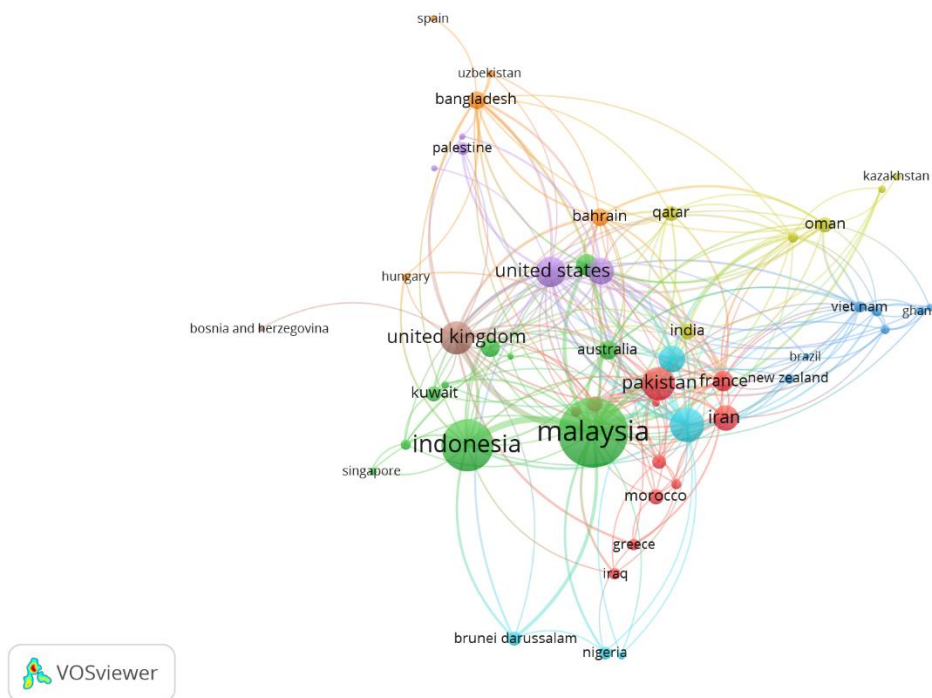 spain
uzbekistan
bangladesh
palestine
kazakhstan
bahrain
qatar
oman
united states
hungary
viet nam
ghan
bosnia and herzegovina
united kingdom
india
australia
brazil
kuwait
pakistan
france
new zealand
iran
malaysia
indonesia
singapore
morocco
greece
iraq
brunei darussalam
nigeria
VOSviewer